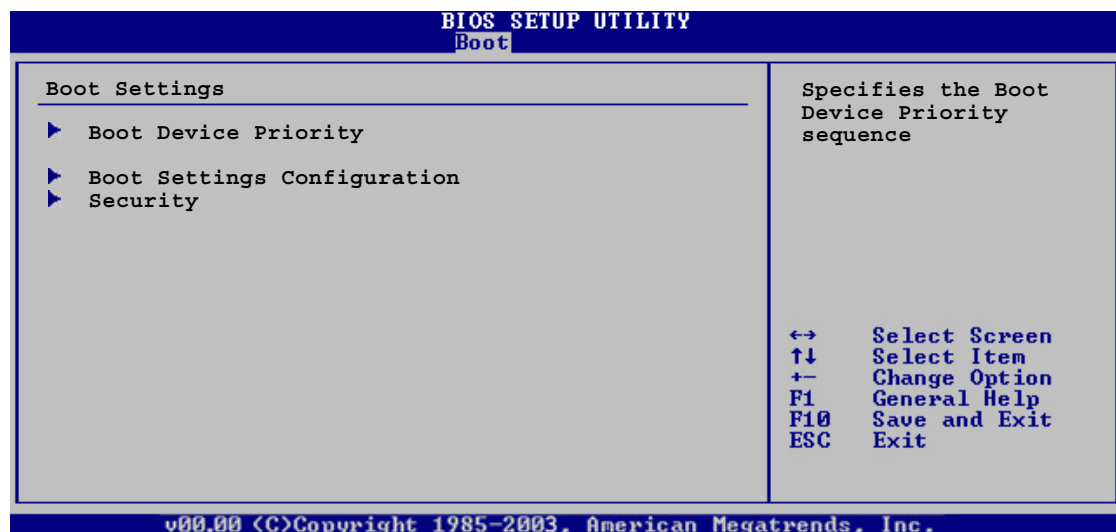 BIOS SETUP UTILITY
Boot
Boot Settings
Boot Device Priority
Boot Settings Configuration
Security
Specifies the Boot
Device Priority
sequence
←→ Select Screen
↑↓ Select Item
+− Change Option
F1 General Help
F10 Save and Exit
ESC Exit
v00.00 (C)Copyright 1985-2003, American Megatrends, Inc.